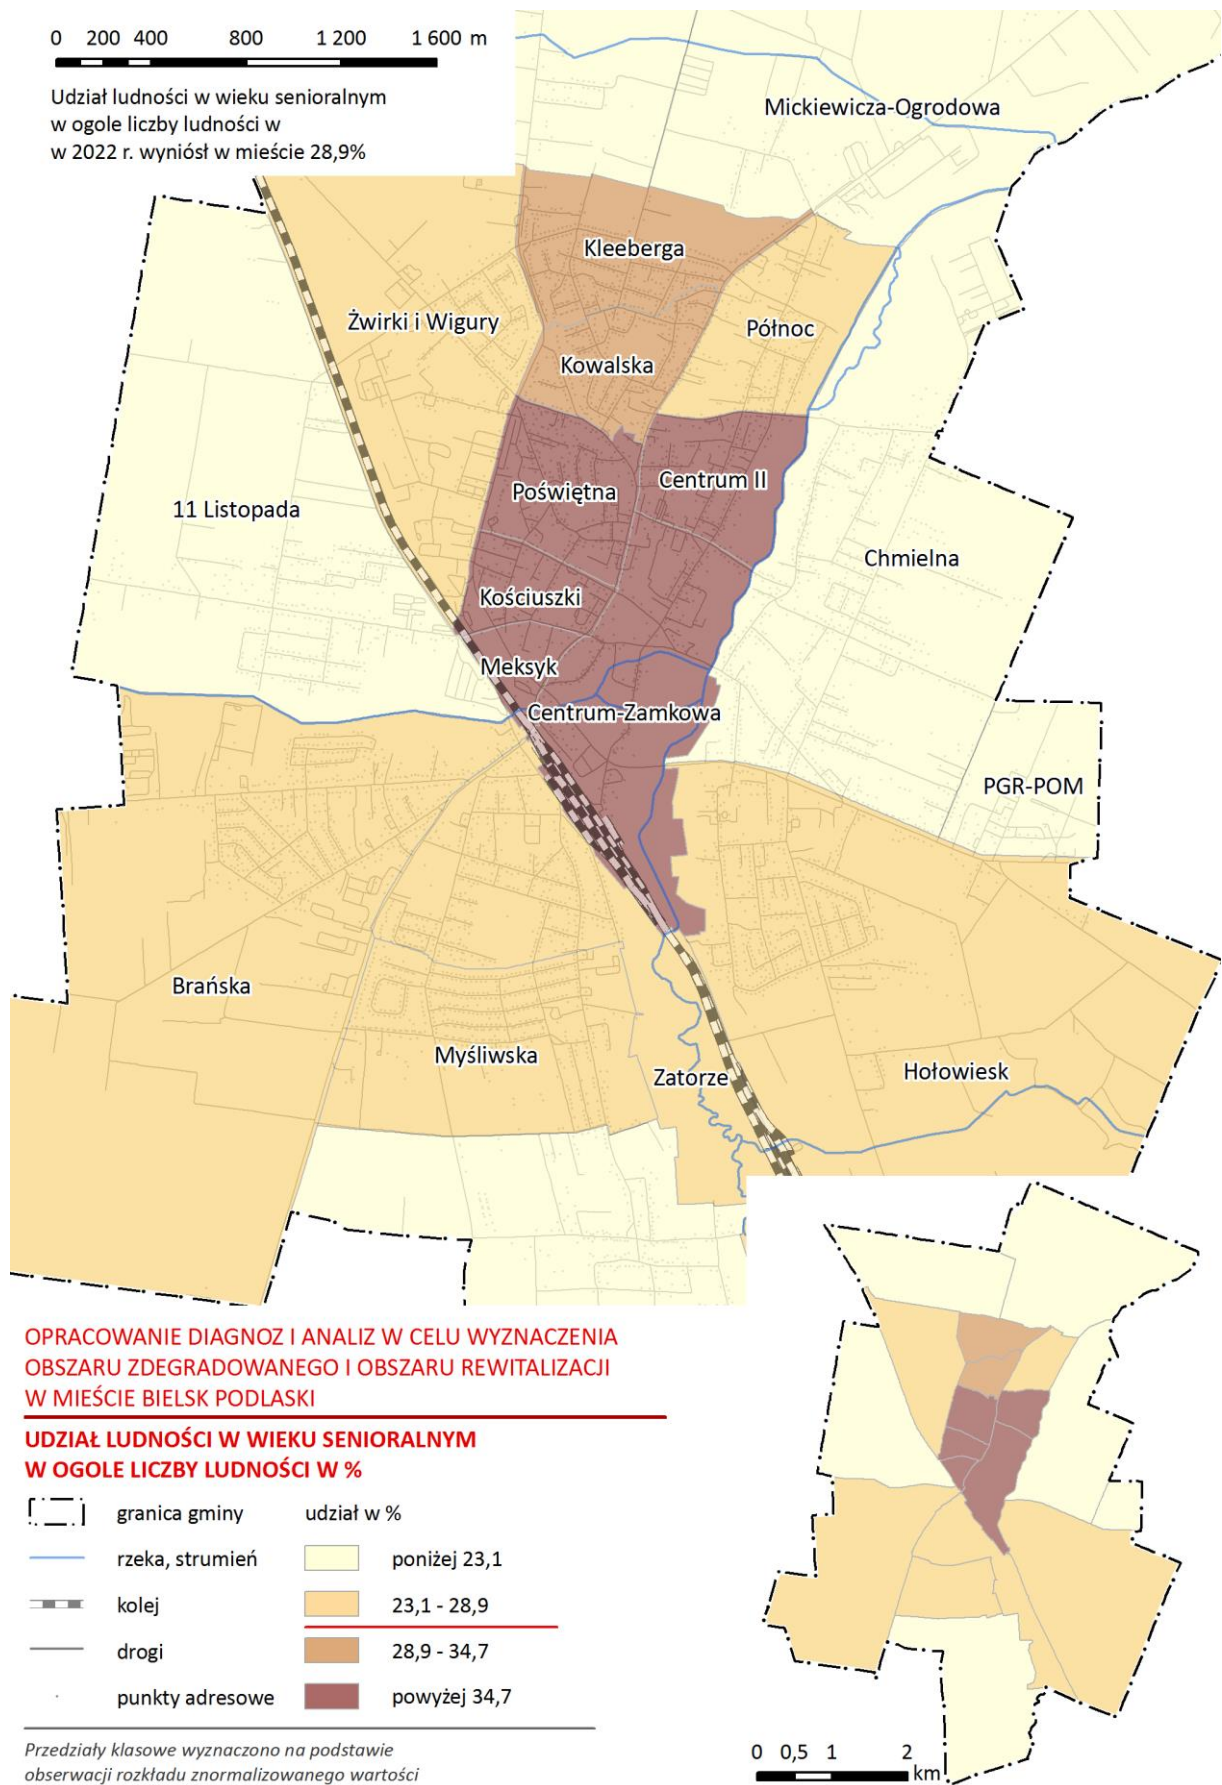 0 200 400 800 1 200 1 600 m
Udział ludności w wieku senioralnym
w ogole liczby ludności w
w 2022 r. wyniósł w mieście 28,9%
Mickiewicza-Ogrodowa
Kleeberga
Żwirki i Wigury
Północ
Kowalska
Centrum II
Poświętna
11 Listopada
Chmielna
Kościuszki
Meksyk
Centrum-Zamkowa
PGR-POM
Brańska
Myśliwska
Zatorze
Hołowiesk
OPRACOWANIE DIAGNOZ I ANALIZ W CELU WYZNACZENIA
OBSZARU ZDEGRADOWANEGO I OBSZARU REWITALIZACJI
W MIEŚCIE BIELSK PODLASKI
UDZIAŁ LUDNOŚCI W WIEKU SENIORALNYM
W OGOLE LICZBY LUDNOŚCI W %
granica gminy udział w %
rzeka, strumień poniżej 23,1
kolej 23,1 - 28,9
drogi 28,9 - 34,7
punkty adresowe powyżej 34,7
Przedziały klasowe wyznaczono na podstawie
obserwacji rozkładu znormalizowanego wartości
0 0,5 1 2
km